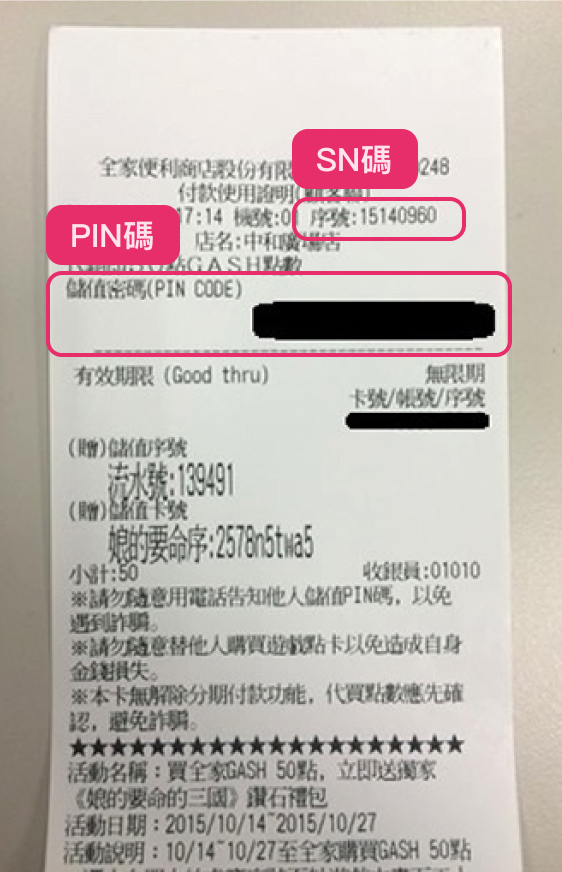 SN碼
全家便利商店股份有限 0248
付款使用說明(顧客聯)
PIN碼
17:14 機號:01 序號:15140960
店名:中和廣場店
50點GASH點數
儲值密碼(PIN CODE)
有效期限 (Good thru) 無限期
卡號/帳號/序號
(贈)儲值序號
流水號:139491
(贈)儲值卡號
娘的要命序:2578n5twa5
小計:50 收銀員:01010
※請勿隨意用電話告知他人儲值PIN碼, 以免
遇到詐騙。
※請勿隨意替他人購買遊戲點卡以免造成自身
金錢損失。
※本卡無解除分期付款功能, 代買點數應先確
認, 避免詐騙。
★★★★★★★★★★★★★★★★★★★
活動名稱：買全家GASH 50點, 立即送獨家
《娘的要命的三國》鑽石禮包
活動日期：2015/10/14~2015/10/27
活動說明：10/14~10/27至全家購買GASH 50點